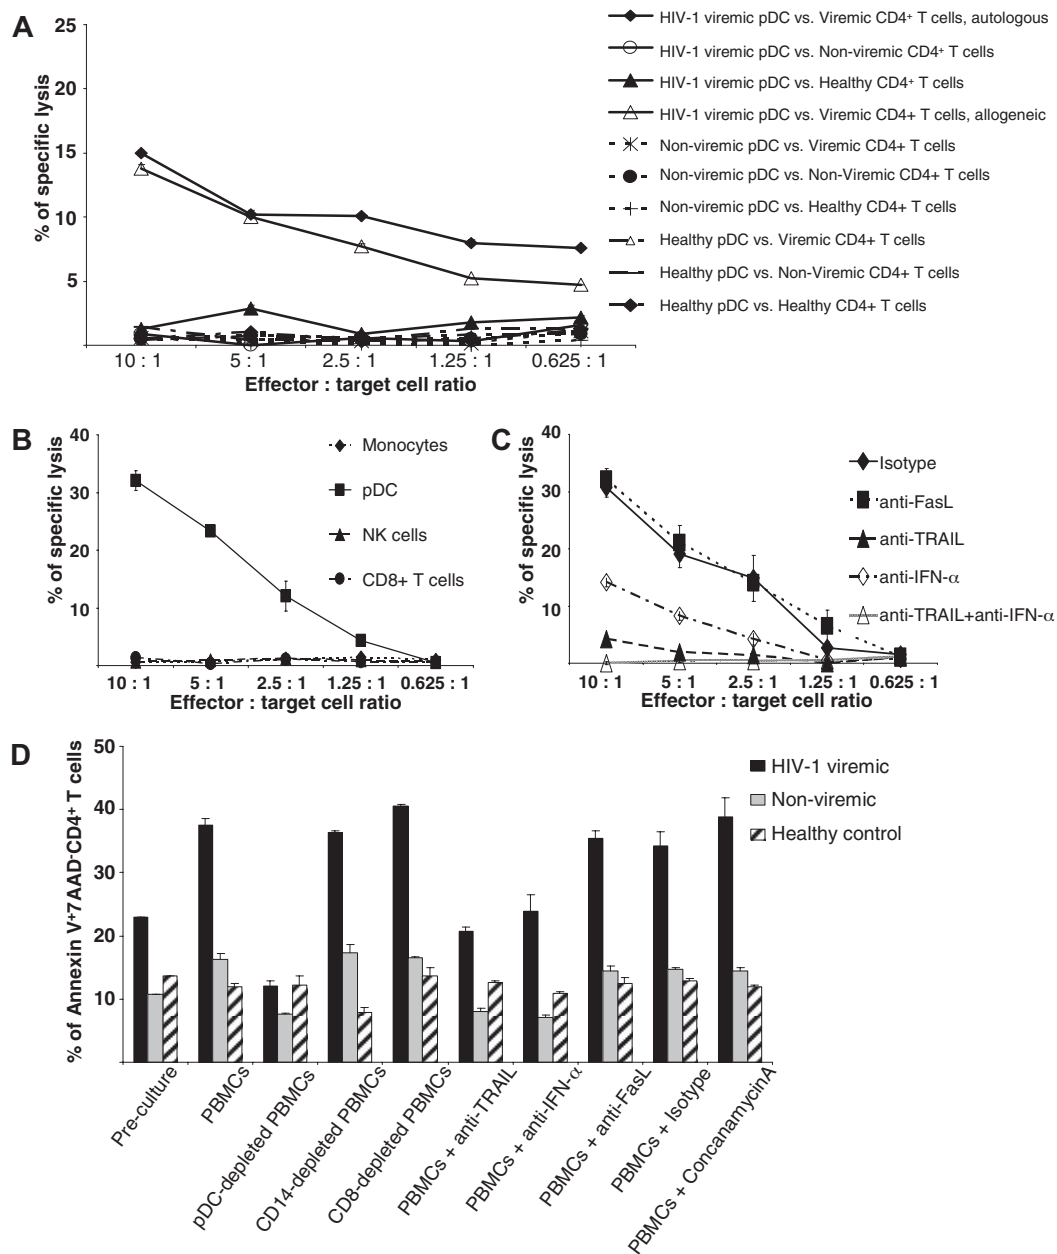 A
25
20
15
10
5
% of specific lysis
10 : 1
5 : 1
2.5 : 1
1.25 : 1
0.625 : 1
Effector : target cell ratio
HIV-1 viremic pDC vs. Viremic CD4⁺ T cells, autologous
HIV-1 viremic pDC vs. Non-viremic CD4⁺ T cells
HIV-1 viremic pDC vs. Healthy CD4⁺ T cells
HIV-1 viremic pDC vs. Viremic CD4+ T cells, allogeneic
Non-viremic pDC vs. Viremic CD4+ T cells
Non-viremic pDC vs. Non-Viremic CD4+ T cells
Non-viremic pDC vs. Healthy CD4+ T cells
Healthy pDC vs. Viremic CD4+ T cells
Healthy pDC vs. Non-Viremic CD4+ T cells
Healthy pDC vs. Healthy CD4+ T cells
B
40
30
20
10
% of specific lysis
Monocytes
pDC
NK cells
CD8+ T cells
10 : 1
5 : 1
2.5 : 1
1.25 : 1
0.625 : 1
Effector : target cell ratio
C
40
30
20
10
% of specific lysis
Isotype
anti-FasL
anti-TRAIL
anti-IFN-α
anti-TRAIL+anti-IFN-α
10 : 1
5 : 1
2.5 : 1
1.25 : 1
0.625 : 1
Effector : target cell ratio
D
50
40
30
20
10
% of Annexin V⁺7AAD⁻CD4⁺ T cells
HIV-1 viremic
Non-viremic
Healthy control
Pre-culture
PBMCs
pDC-depleted PBMCs
CD14-depleted PBMCs
CD8-depleted PBMCs
PBMCs + anti-TRAIL
PBMCs + anti-IFN-α
PBMCs + anti-FasL
PBMCs + Isotype
PBMCs + ConcanamycinA